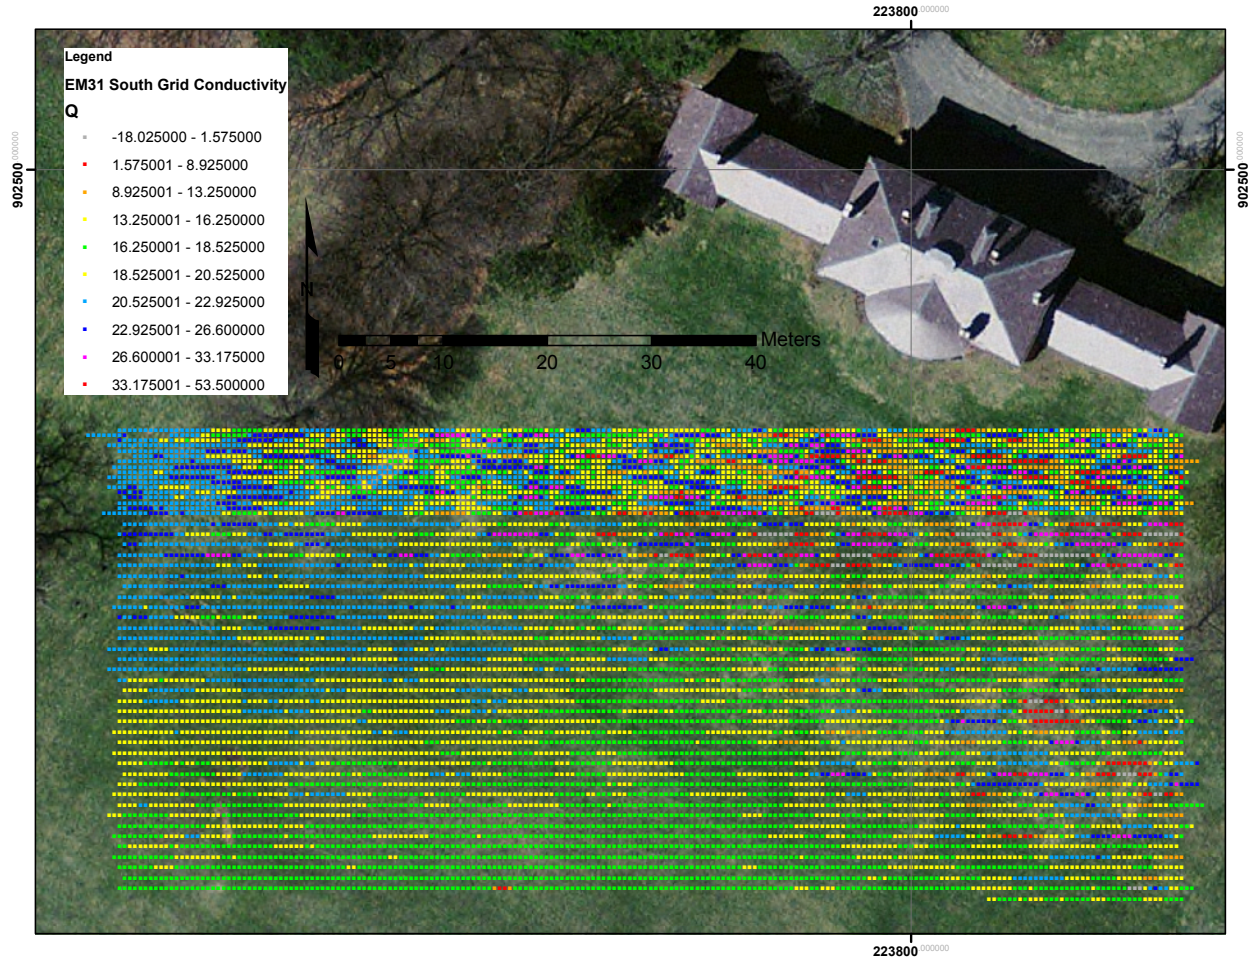 223800.000000
Legend
EM31 South Grid Conductivity
Q
-18.025000 - 1.575000
1.575001 - 8.925000
8.925001 - 13.250000
13.250001 - 16.250000
16.250001 - 18.525000
18.525001 - 20.525000
20.525001 - 22.925000
22.925001 - 26.600000
26.600001 - 33.175000
33.175001 - 53.500000
902500.000000
902500.000000
N
Meters
0 5 10 20 30 40
223800.000000